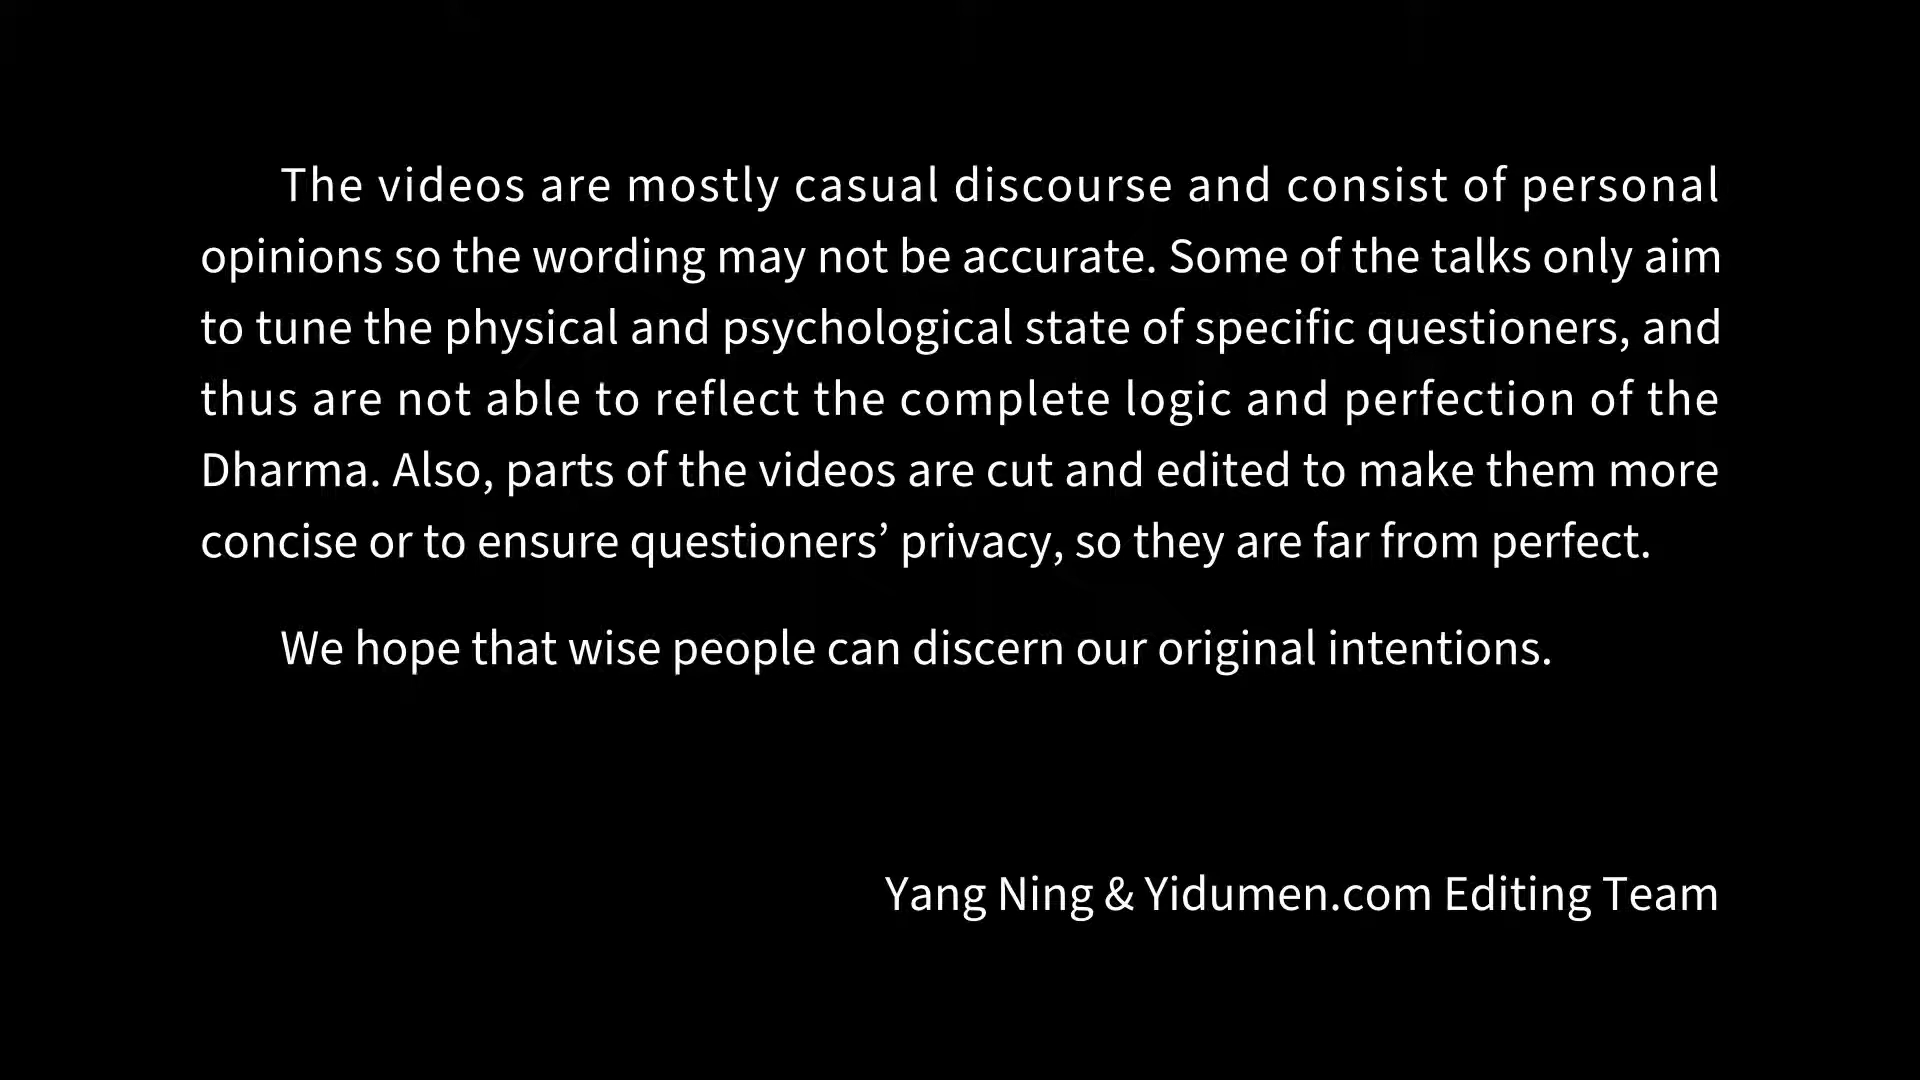 The videos are mostly casual discourse and consist of personal
opinions so the wording may not be accurate. Some of the talks only aim
to tune the physical and psychological state of specific questioners, and
thus are not able to reflect the complete logic and perfection of the
Dharma. Also, parts of the videos are cut and edited to make them more
concise or to ensure questioners’ privacy, so they are far from perfect.
We hope that wise people can discern our original intentions.
Yang Ning & Yidumen.com Editing Team